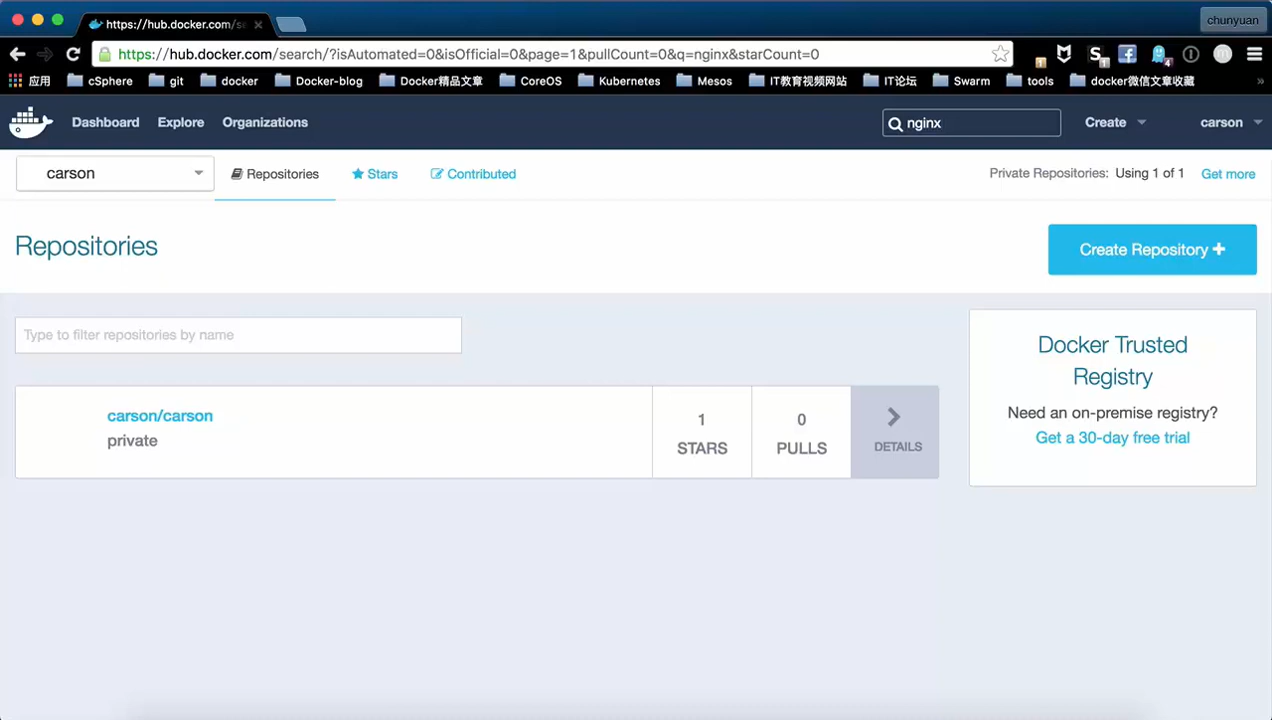 https://hub.docker.com/se
chunyuan
https://hub.docker.com/search/?isAutomated=0&isOfficial=0&page=1&pullCount=0&q=nginx&starCount=0
应用 cSphere git docker Docker-blog Docker精品文章 CoreOS Kubernetes Mesos IT教育视频网站 IT论坛 Swarm tools docker微信文章收藏 »
Dashboard Explore Organizations nginx Create carson
carson Repositories Stars Contributed Private Repositories: Using 1 of 1 Get more
Repositories
Create Repository +
Type to filter repositories by name
carson/carson
private
1
STARS
0
PULLS
DETAILS
Docker Trusted
Registry
Need an on-premise registry?
Get a 30-day free trial